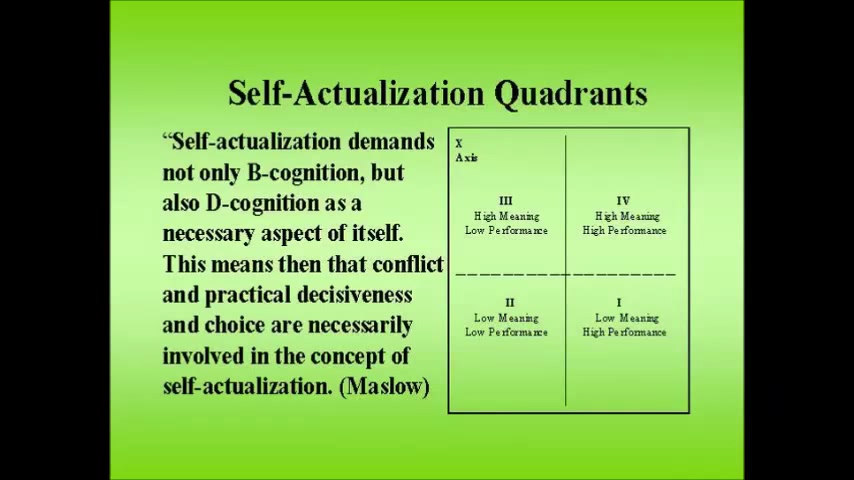 Self-Actualization Quadrants
“Self-actualization demands
not only B-cognition, but
also D-cognition as a
necessary aspect of itself.
This means then that conflict
and practical decisiveness
and choice are necessarily
involved in the concept of
self-actualization. (Maslow)
X
Axis
III
High Meaning
Low Performance
IV
High Meaning
High Performance
II
Low Meaning
Low Performance
I
Low Meaning
High Performance